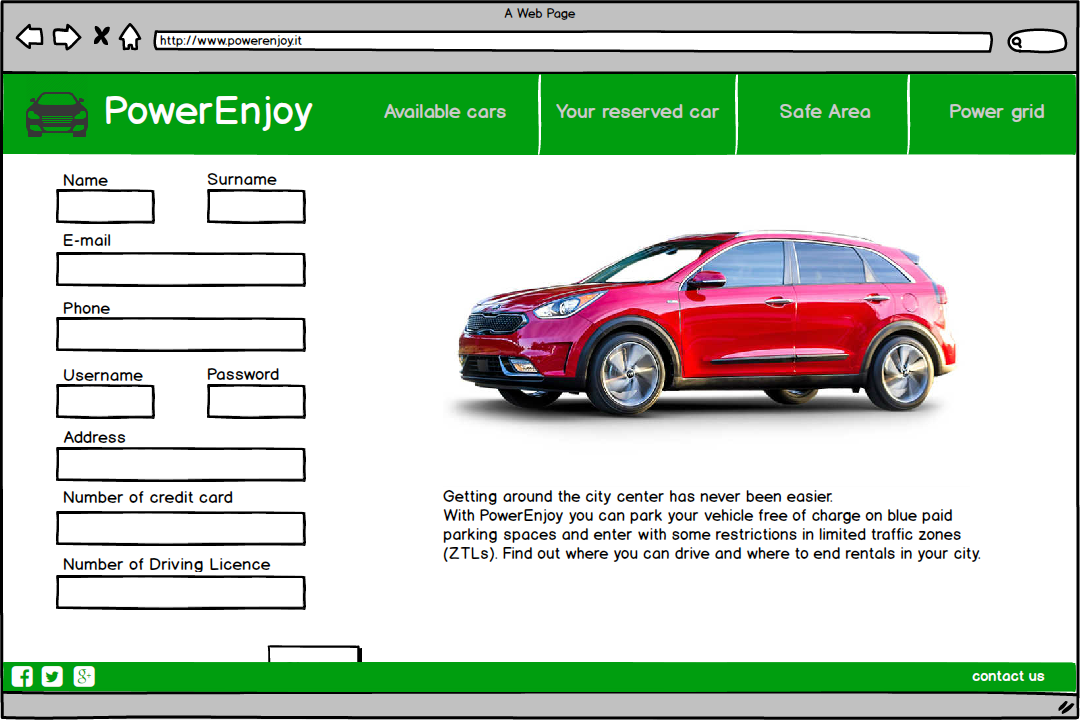 A Web Page
http://www.powerenjoy.it
PowerEnjoy
Available cars
Your reserved car
Safe Area
Power grid
Name
Surname
E-mail
Phone
Username
Password
Address
Number of credit card
Number of Driving Licence
Getting around the city center has never been easier.
With PowerEnjoy you can park your vehicle free of charge on blue paid
parking spaces and enter with some restrictions in limited traffic zones
(ZTLs). Find out where you can drive and where to end rentals in your city.
contact us